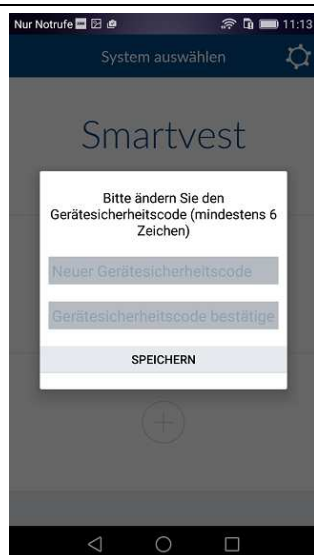 Nur Notrufe 11:13
System auswählen
Smartvest
Bitte ändern Sie den
Gerätesicherheitscode (mindestens 6
Zeichen)
Neuer Gerätesicherheitscode
Gerätesicherheitscode bestätige
SPEICHERN